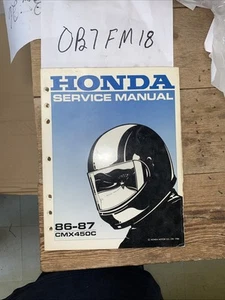 OB7FM18
HONDA
SERVICE MANUAL
86-87
CMX450C